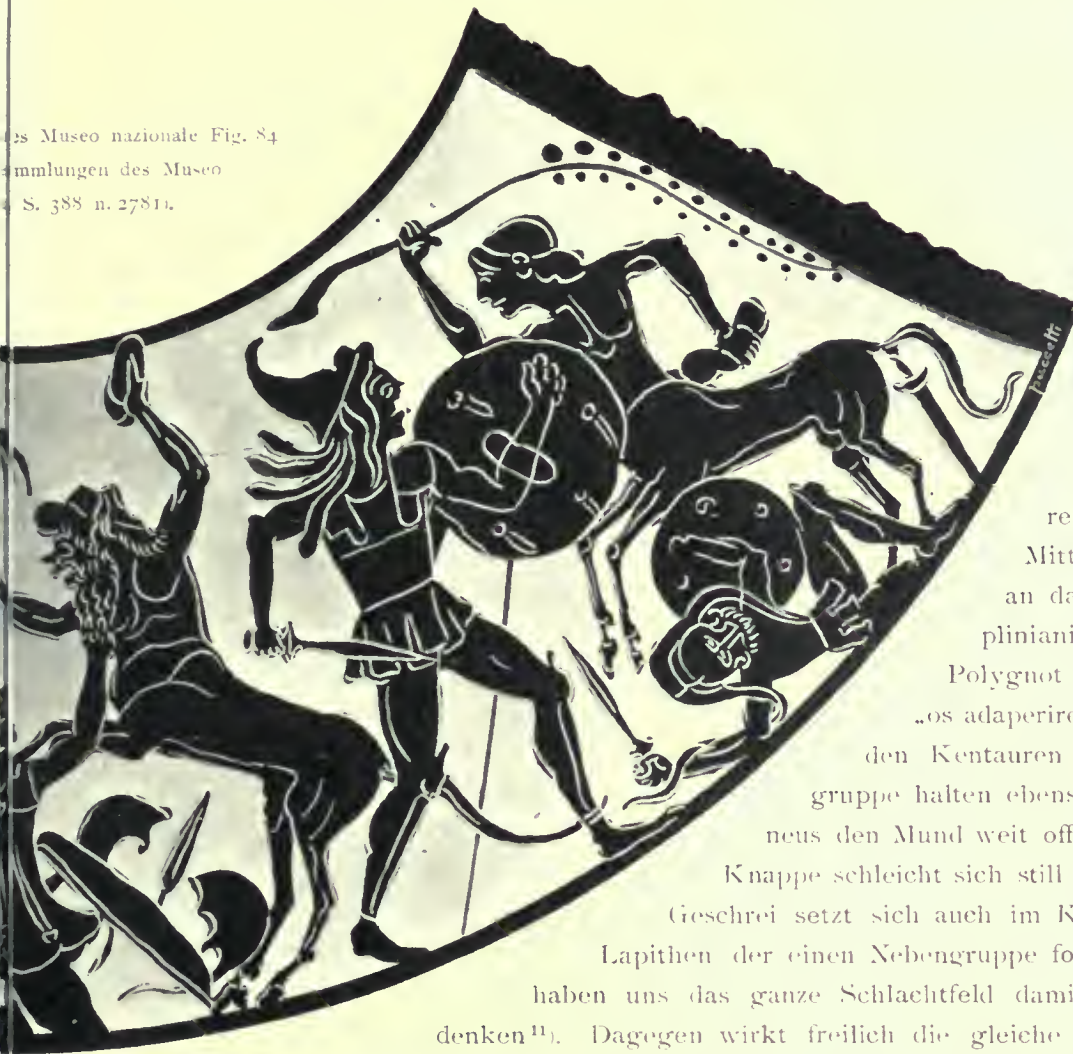 es Museo nazionale Fig. 84
mmlungen des Museo
S. 388 n. 2781).
puccetti
re
Mitt
an da
pliniani
Polygnot
„os adaperire
den Kentauren
gruppe halten ebens
neus den Mund weit off
Knappe schleicht sich still
Geschrei setzt sich auch im K
Lapithen der einen Nebengruppe fo
haben uns das ganze Schlachtfeld dami
denken¹¹). Dagegen wirkt freilich die gleiche